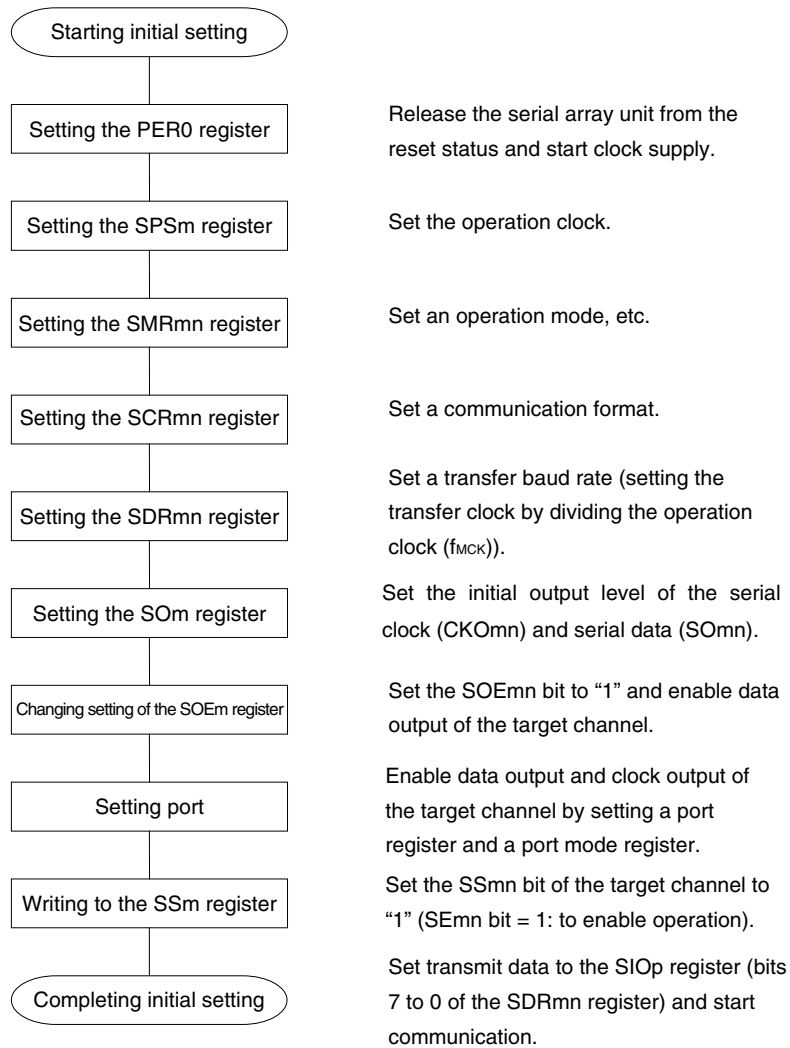 Starting initial setting
Setting the PER0 register
Release the serial array unit from the
reset status and start clock supply.
Setting the SPSm register
Set the operation clock.
Setting the SMRmn register
Set an operation mode, etc.
Setting the SCRmn register
Set a communication format.
Setting the SDRmn register
Set a transfer baud rate (setting the
transfer clock by dividing the operation
clock (fMCK)).
Setting the SOm register
Set the initial output level of the serial
clock (CKOmn) and serial data (SOmn).
Changing setting of the SOEm register
Set the SOEmn bit to “1” and enable data
output of the target channel.
Setting port
Enable data output and clock output of
the target channel by setting a port
register and a port mode register.
Writing to the SSm register
Set the SSmn bit of the target channel to
“1” (SEmn bit = 1: to enable operation).
Completing initial setting
Set transmit data to the SIOp register (bits
7 to 0 of the SDRmn register) and start
communication.